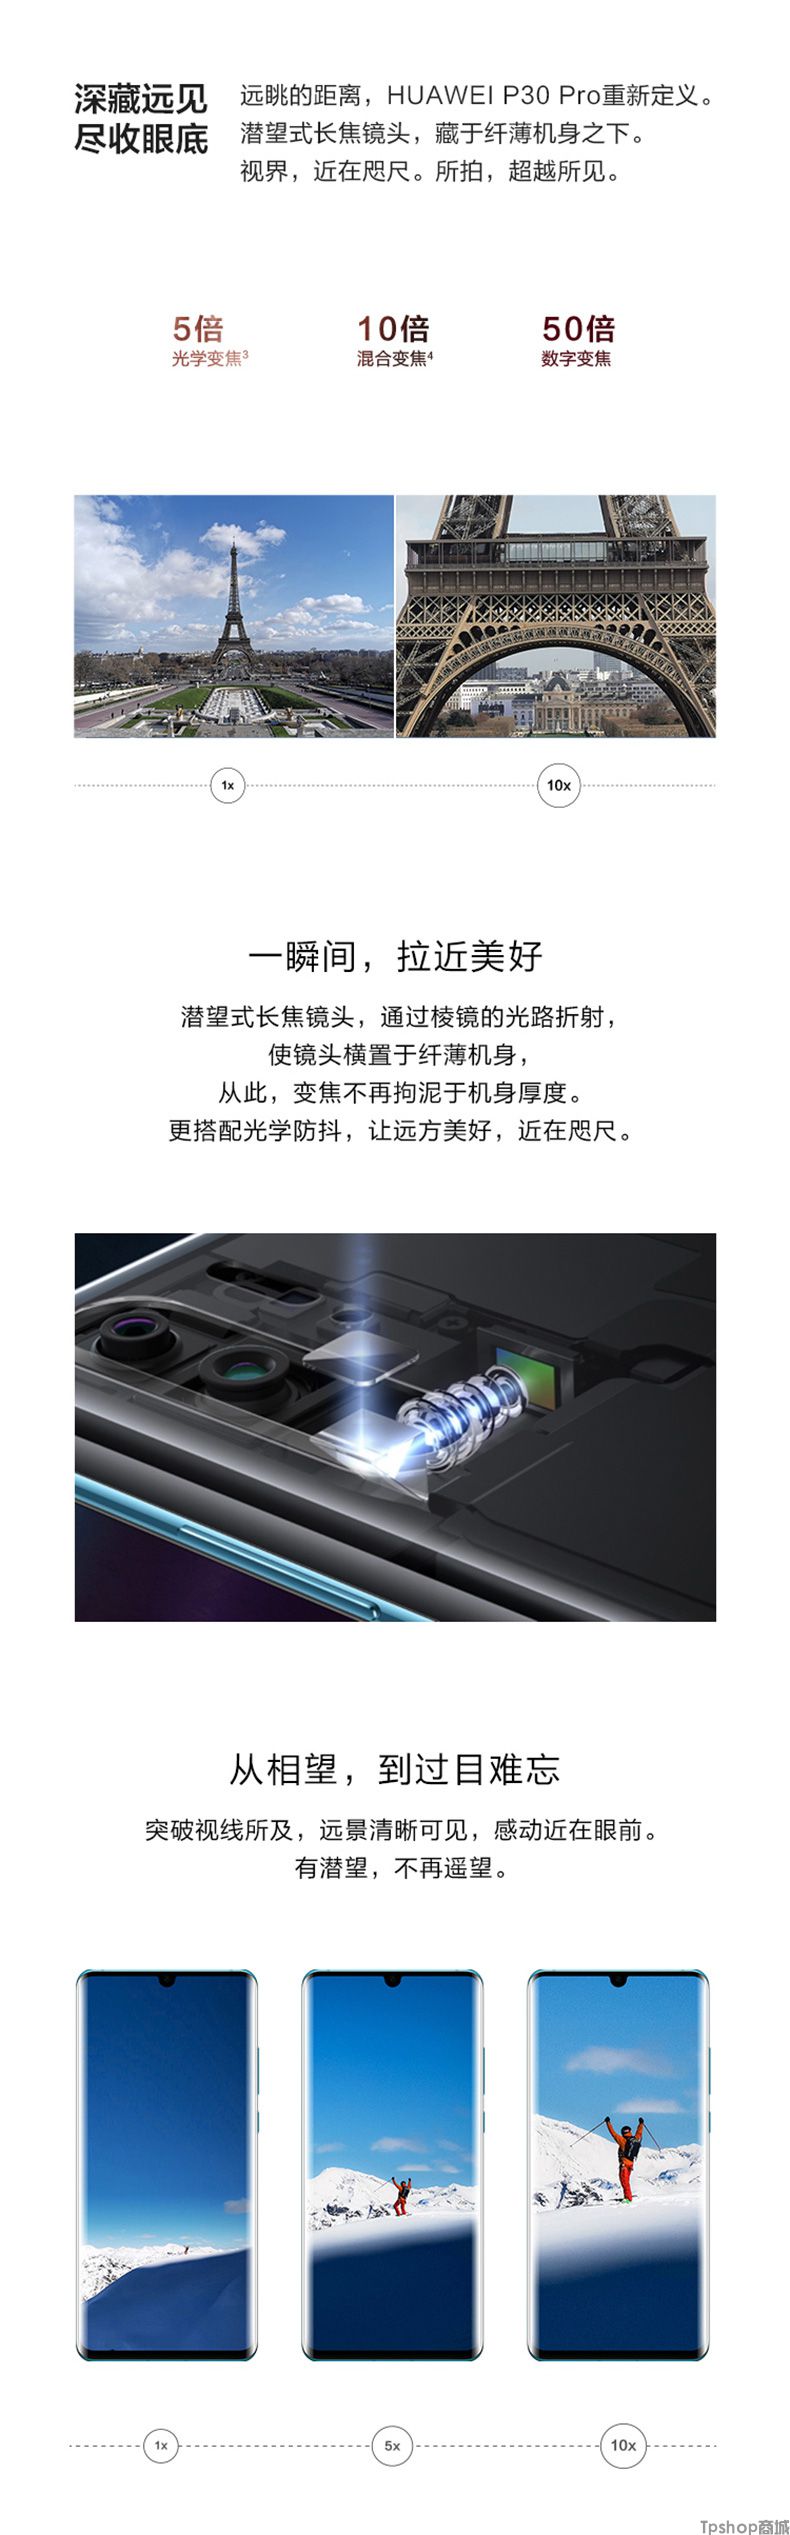 深藏远见
尽收眼底
远眺的距离，HUAWEI P30 Pro重新定义。
潜望式长焦镜头，藏于纤薄机身之下。
视界，近在咫尺。所拍，超越所见。
5倍
光学变焦3
10倍
混合变焦4
50倍
数字变焦
1x
10x
一瞬间，拉近美好
潜望式长焦镜头，通过棱镜的光路折射，
使镜头横置于纤薄机身，
从此，变焦不再拘泥于机身厚度。
更搭配光学防抖，让远方美好，近在咫尺。
从相望，到过目难忘
突破视线所及，远景清晰可见，感动近在眼前。
有潜望，不再遥望。
1x
5x
10x
Tpshop商城